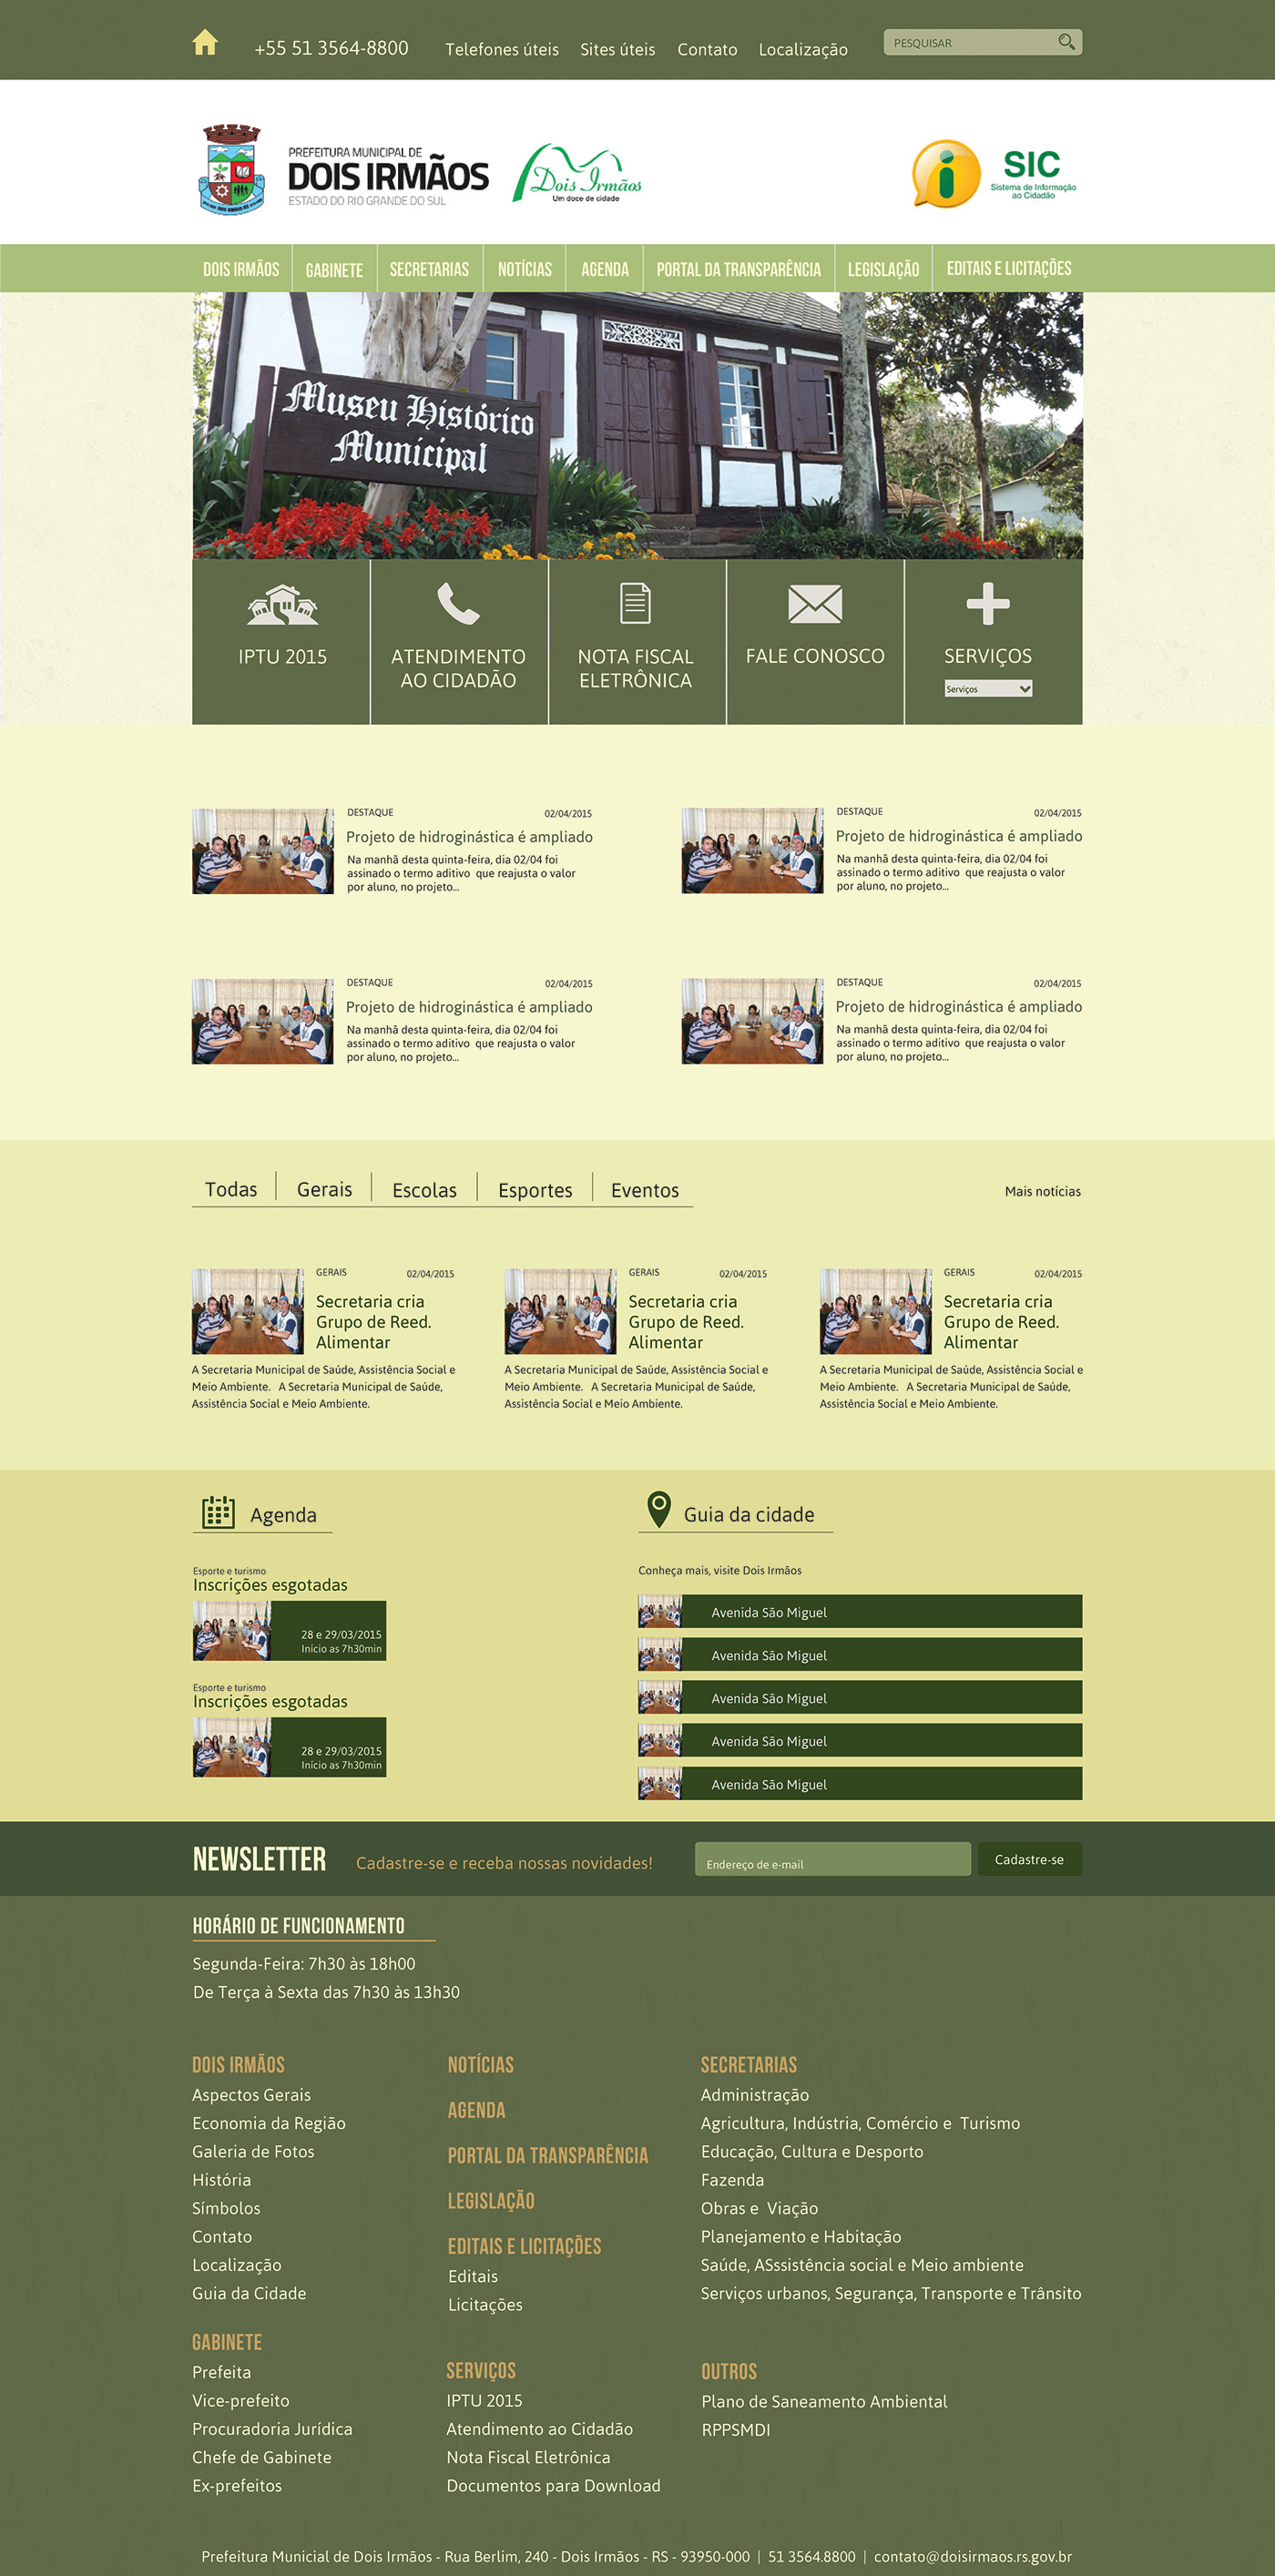 +55 51 3564-8800
Telefones úteis
Sites úteis
Contato
Localização
PESQUISAR
PREFEITURA MUNICIPAL DE
DOIS IRMÃOS
ESTADO DO RIO GRANDE DO SUL
Dois Irmãos
Um doce de cidade
SIC
Sistema de Informação
ao Cidadão
DOIS IRMÃOS
GABINETE
SECRETARIAS
NOTÍCIAS
AGENDA
PORTAL DA TRANSPARÊNCIA
LEGISLAÇÃO
EDITAIS E LICITAÇÕES
Museu Histórico
Municipal
IPTU 2015
ATENDIMENTO
AO CIDADÃO
NOTA FISCAL
ELETRÔNICA
FALE CONOSCO
SERVIÇOS
Serviços
DESTAQUE 02/04/2015
Projeto de hidroginástica é ampliado
Na manhã desta quinta-feira, dia 02/04 foi
assinado o termo aditivo que reajusta o valor
por aluno, no projeto...
DESTAQUE 02/04/2015
Projeto de hidroginástica é ampliado
Na manhã desta quinta-feira, dia 02/04 foi
assinado o termo aditivo que reajusta o valor
por aluno, no projeto...
DESTAQUE 02/04/2015
Projeto de hidroginástica é ampliado
Na manhã desta quinta-feira, dia 02/04 foi
assinado o termo aditivo que reajusta o valor
por aluno, no projeto...
DESTAQUE 02/04/2015
Projeto de hidroginástica é ampliado
Na manhã desta quinta-feira, dia 02/04 foi
assinado o termo aditivo que reajusta o valor
por aluno, no projeto...
Todas
Gerais
Escolas
Esportes
Eventos
Mais notícias
GERAIS 02/04/2015
Secretaria cria
Grupo de Reed.
Alimentar
A Secretaria Municipal de Saúde, Assistência Social e
Meio Ambiente. A Secretaria Municipal de Saúde,
Assistência Social e Meio Ambiente.
GERAIS 02/04/2015
Secretaria cria
Grupo de Reed.
Alimentar
A Secretaria Municipal de Saúde, Assistência Social e
Meio Ambiente. A Secretaria Municipal de Saúde,
Assistência Social e Meio Ambiente.
GERAIS 02/04/2015
Secretaria cria
Grupo de Reed.
Alimentar
A Secretaria Municipal de Saúde, Assistência Social e
Meio Ambiente. A Secretaria Municipal de Saúde,
Assistência Social e Meio Ambiente.
Agenda
Esporte e turismo
Inscrições esgotadas
28 e 29/03/2015
Início as 7h30min
Esporte e turismo
Inscrições esgotadas
28 e 29/03/2015
Início as 7h30min
Guia da cidade
Conheça mais, visite Dois Irmãos
Avenida São Miguel
Avenida São Miguel
Avenida São Miguel
Avenida São Miguel
Avenida São Miguel
NEWSLETTER
Cadastre-se e receba nossas novidades!
Endereço de e-mail
Cadastre-se
HORÁRIO DE FUNCIONAMENTO
Segunda-Feira: 7h30 às 18h00
De Terça à Sexta das 7h30 às 13h30
DOIS IRMÃOS
Aspectos Gerais
Economia da Região
Galeria de Fotos
História
Símbolos
Contato
Localização
Guia da Cidade
GABINETE
Prefeita
Vice-prefeito
Procuradoria Jurídica
Chefe de Gabinete
Ex-prefeitos
NOTÍCIAS
AGENDA
PORTAL DA TRANSPARÊNCIA
LEGISLAÇÃO
EDITAIS E LICITAÇÕES
Editais
Licitações
SERVIÇOS
IPTU 2015
Atendimento ao Cidadão
Nota Fiscal Eletrônica
Documentos para Download
SECRETARIAS
Administração
Agricultura, Indústria, Comércio e Turismo
Educação, Cultura e Desporto
Fazenda
Obras e Viação
Planejamento e Habitação
Saúde, ASssistência social e Meio ambiente
Serviços urbanos, Segurança, Transporte e Trânsito
OUTROS
Plano de Saneamento Ambiental
RPPSMDI
Prefeitura Municial de Dois Irmãos - Rua Berlim, 240 - Dois Irmãos - RS - 93950-000 | 51 3564.8800 | contato@doisirmaos.rs.gov.br